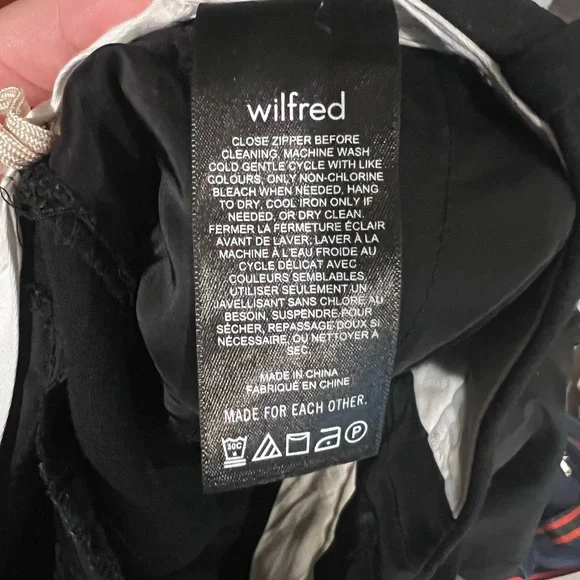 wilfred
CLOSE ZIPPER BEFORE
CLEANING, MACHINE WASH
COLD GENTLE CYCLE WITH LIKE
COLOURS, ONLY NON-CHLORINE
BLEACH WHEN NEEDED, HANG
TO DRY, COOL IRON ONLY IF
NEEDED, OR DRY CLEAN.
FERMER LA FERMETURE ÉCLAIR
AVANT DE LAVER, LAVER À LA
MACHINE À L'EAU FROIDE AU
CYCLE DÉLICAT AVEC
COULEURS SEMBLABLES,
UTILISER SEULEMENT UN
JAVELLISANT SANS CHLORE AU
BESOIN, SUSPENDRE POUR
SÉCHER, REPASSAGE DOUX SI
NÉCESSAIRE, OU NETTOYER À
SEC.
MADE IN CHINA
FABRIQUÉ EN CHINE
MADE FOR EACH OTHER.
30C P